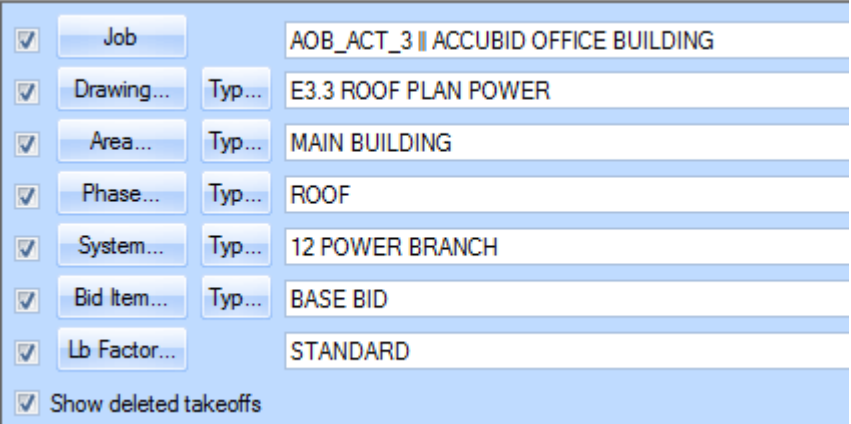 Job AOB_ACT_3 || ACCUBID OFFICE BUILDING
Drawing... Typ... E3.3 ROOF PLAN POWER
Area... Typ... MAIN BUILDING
Phase... Typ... ROOF
System... Typ... 12 POWER BRANCH
Bid Item... Typ... BASE BID
Lb Factor... STANDARD
Show deleted takeoffs